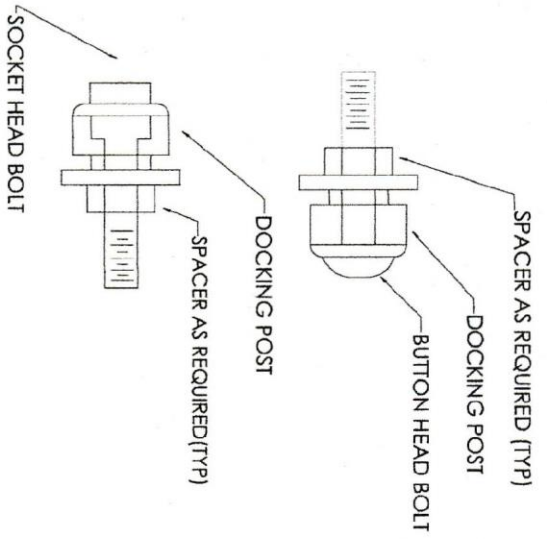 SPACER AS REQUIRED (TYP)
DOCKING POST
BUTTON HEAD BOLT
DOCKING POST
SPACER AS REQUIRED(TYP)
SOCKET HEAD BOLT